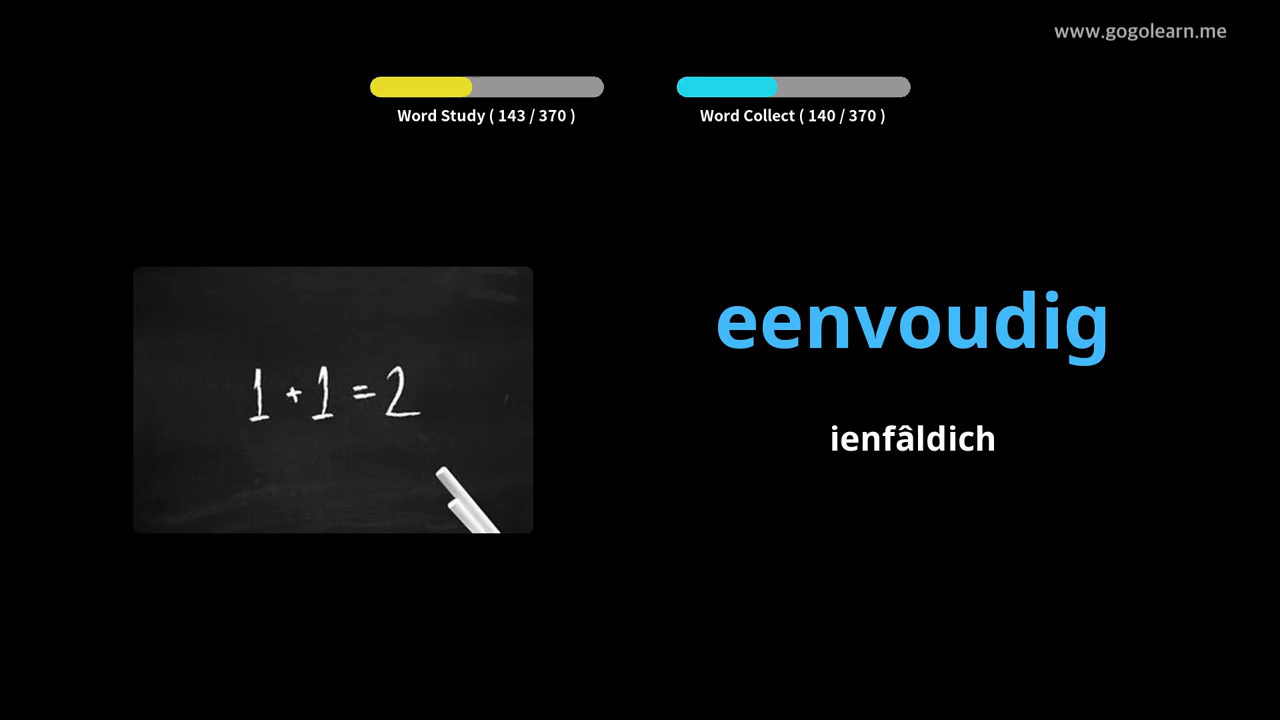 www.gogolearn.me
Word Study ( 143 / 370 )
Word Collect ( 140 / 370 )
1 + 1 = 2
eenvoudig
ienfâldich